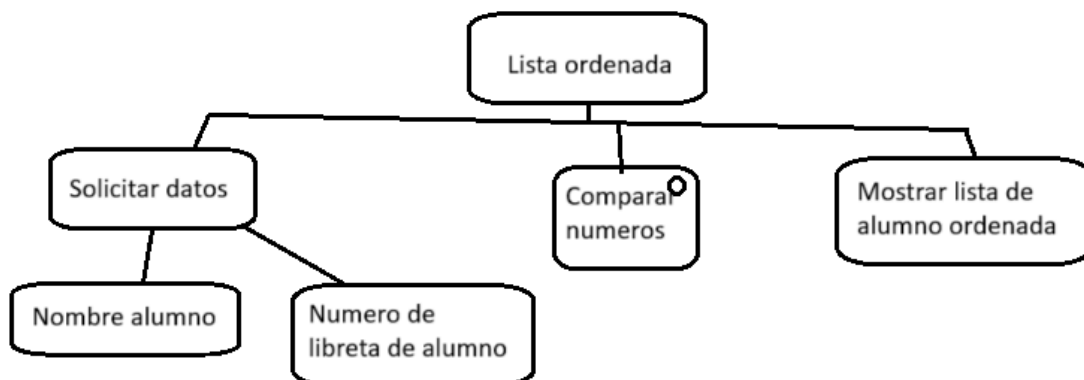 Lista ordenada
Solicitar datos
Comparar
numeros
Mostrar lista de
alumno ordenada
Nombre alumno
Numero de
libreta de alumno